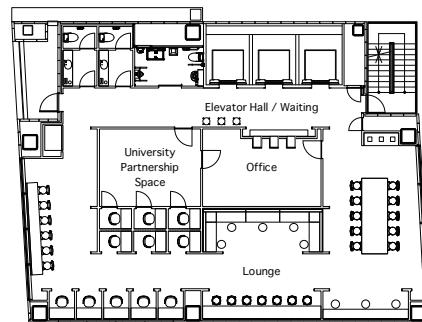 Elevator Hall / Waiting
University
Partnership
Space
Office
Lounge